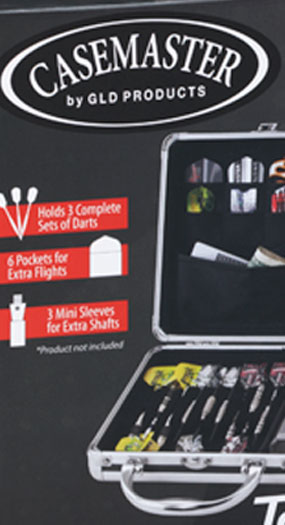 CASEMASTER
by GLD PRODUCTS
Holds 3 Complete
Sets of Darts
6 Pockets for
Extra Flights
3 Mini Sleeves
for Extra Shafts
*Product not included